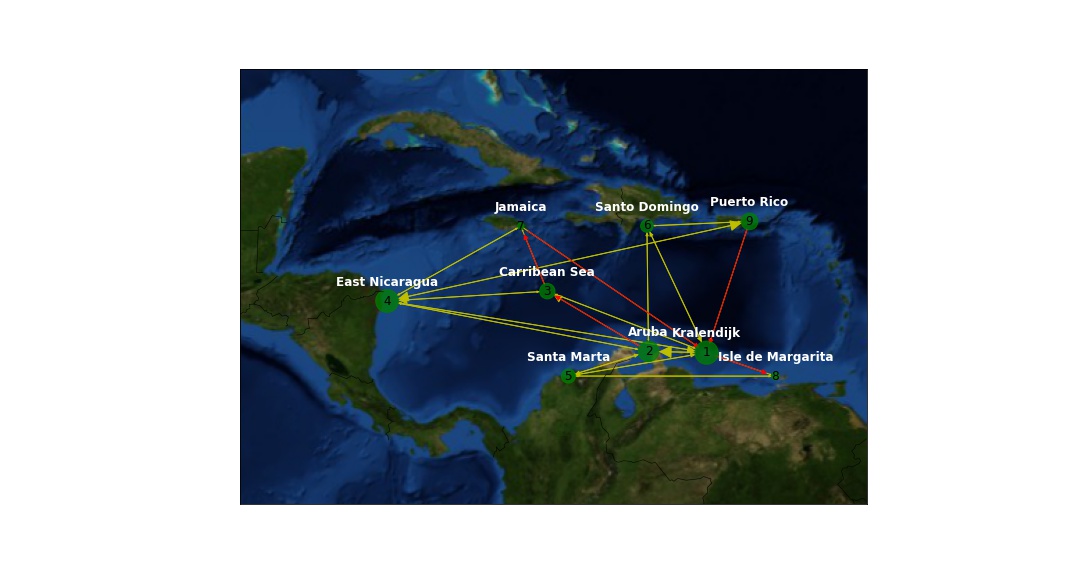 Puerto Rico
Jamaica
Santo Domingo
9
6
7
Carribean Sea
East Nicaragua
3
4
Aruba
Kralendijk
2
1
Santa Marta
Isle de Margarita
5
8